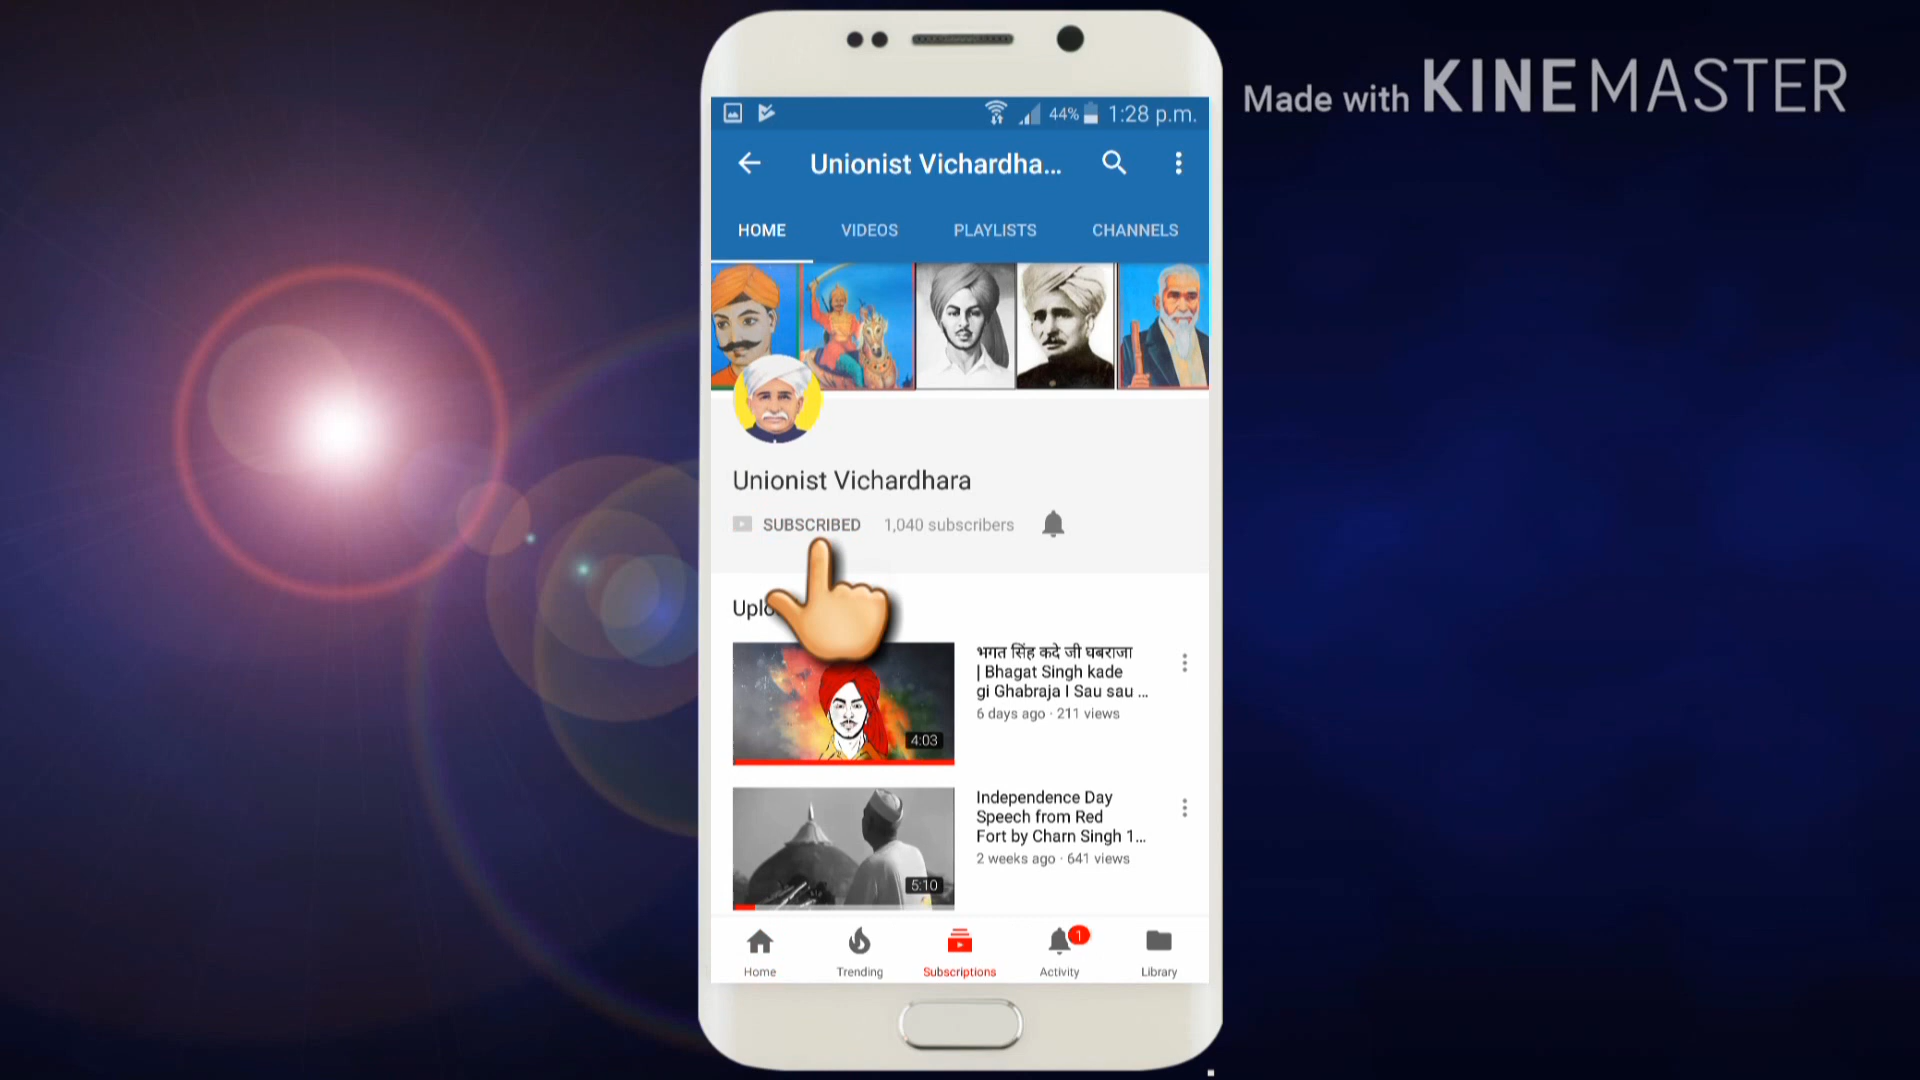 Made with KINEMASTER
44% 1:28 p.m.
Unionist Vichardha...
HOME VIDEOS PLAYLISTS CHANNELS
Unionist Vichardhara
SUBSCRIBED 1,040 subscribers
Uplo
भगत सिंह कदे जी घबराजा
| Bhagat Singh kade
gi Ghabraja I Sau sau ...
6 days ago · 211 views
4:03
Independence Day
Speech from Red
Fort by Charn Singh 1...
2 weeks ago · 641 views
5:10
1
Home Trending Subscriptions Activity Library